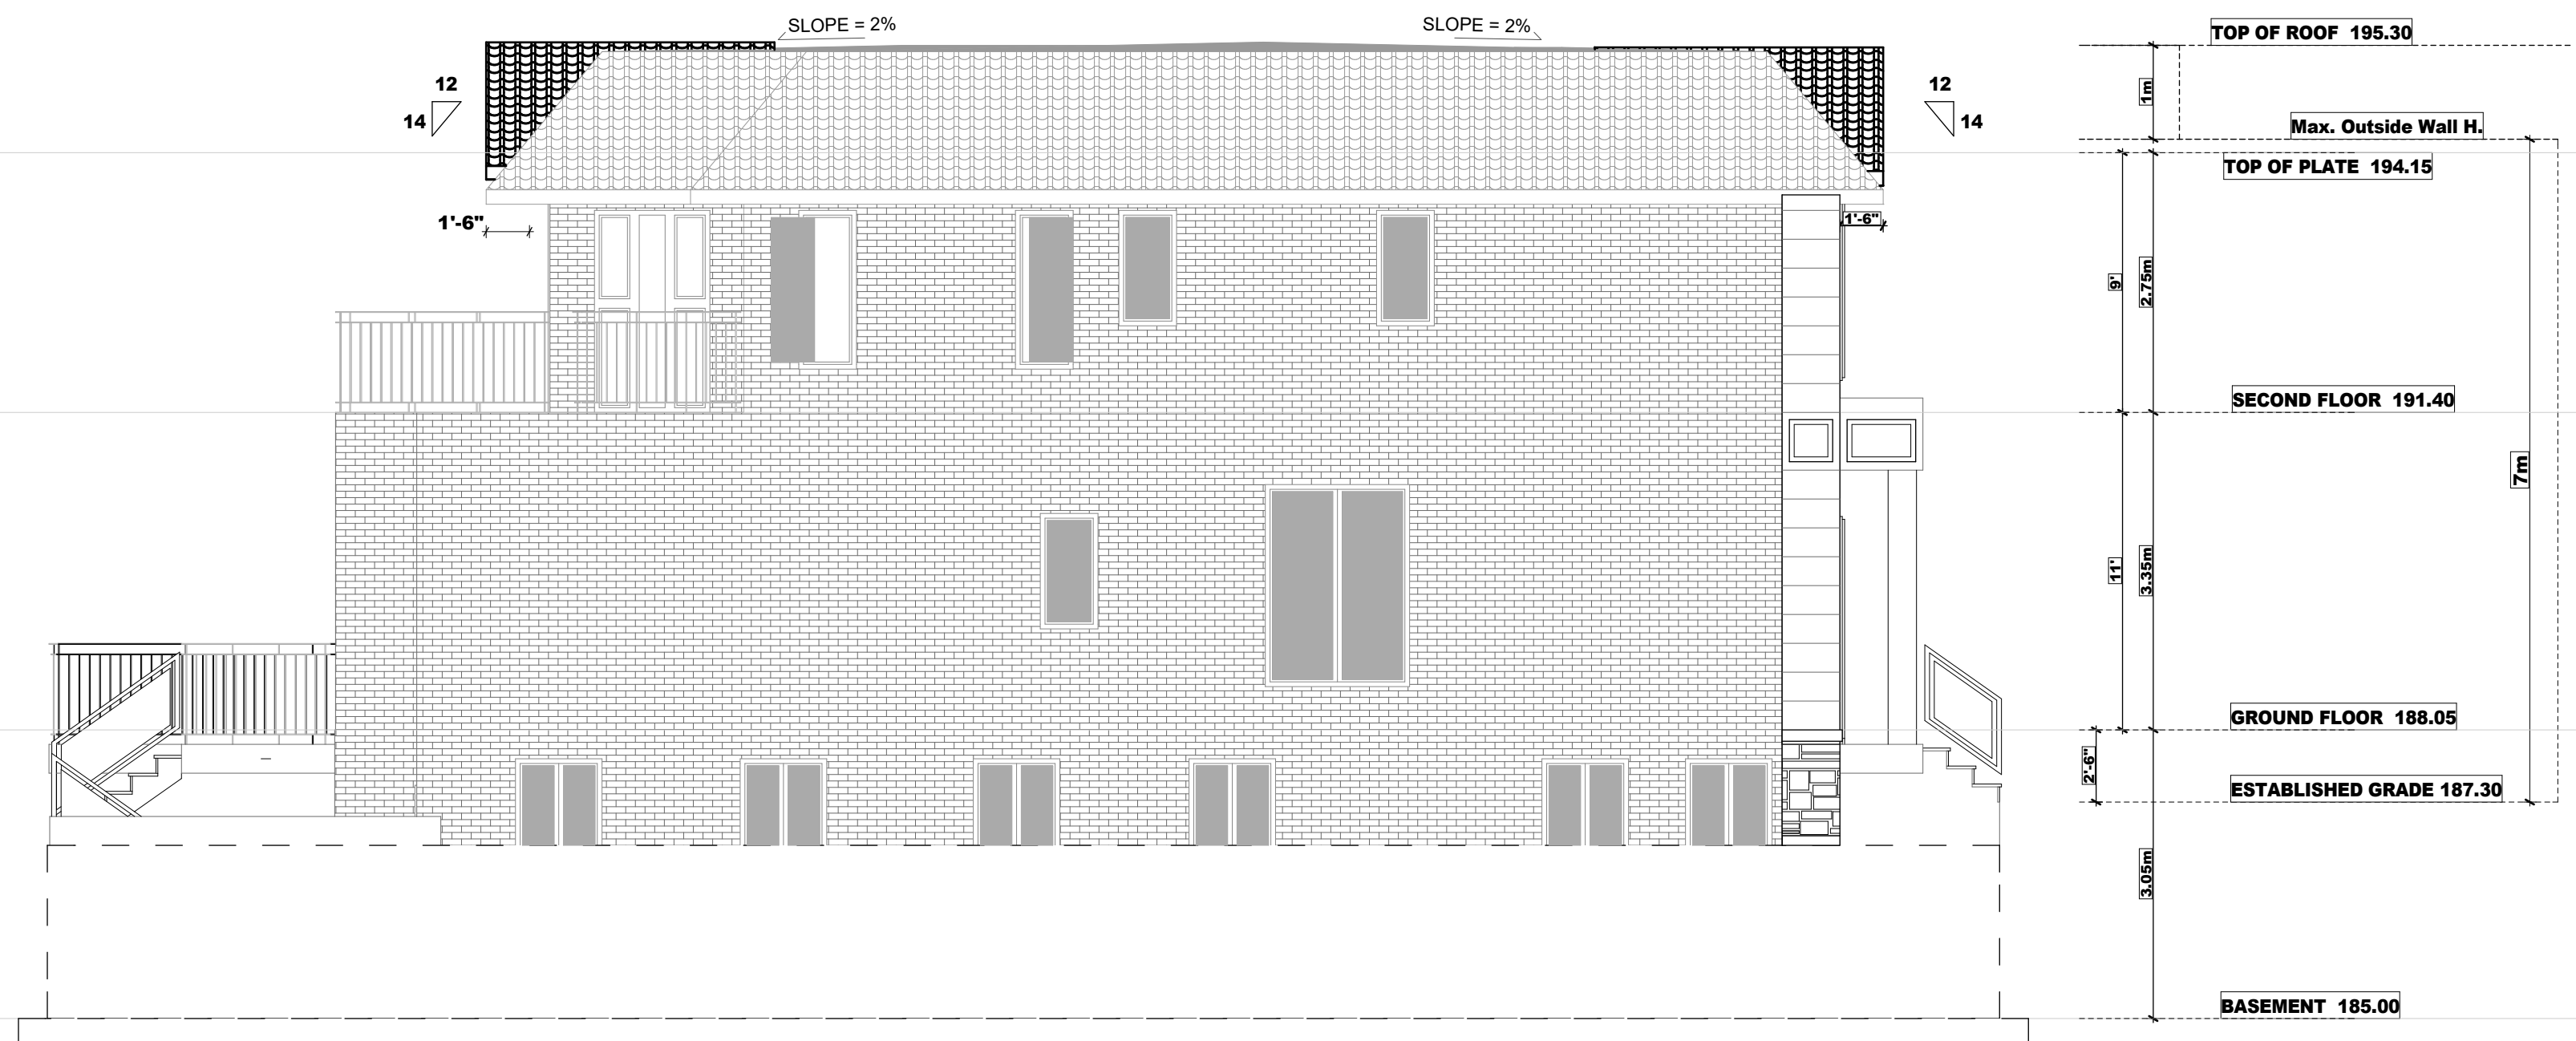 SLOPE = 2%
SLOPE = 2%
TOP OF ROOF 195.30
12
14
12
14
1m
Max. Outside Wall H.
TOP OF PLATE 194.15
1'-6"
1'-6"
9'
2.75m
SECOND FLOOR 191.40
7m
11'
3.35m
GROUND FLOOR 188.05
2'-6"
ESTABLISHED GRADE 187.30
3.05m
BASEMENT 185.00